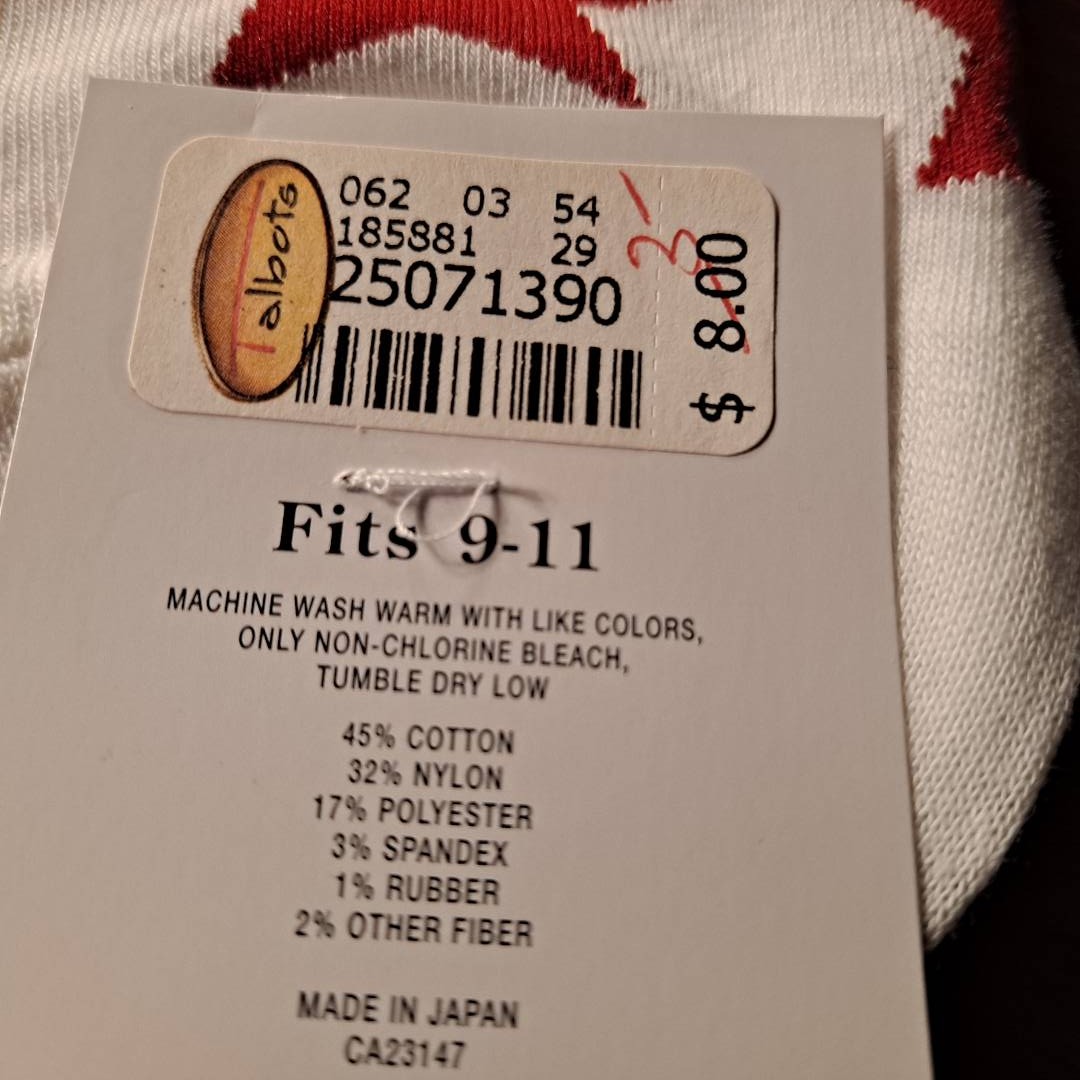 Talbots
062 03 54
185881 29
25071390
$ 8.00
Fits 9-11
MACHINE WASH WARM WITH LIKE COLORS,
ONLY NON-CHLORINE BLEACH,
TUMBLE DRY LOW
45% COTTON
32% NYLON
17% POLYESTER
3% SPANDEX
1% RUBBER
2% OTHER FIBER
MADE IN JAPAN
CA23147